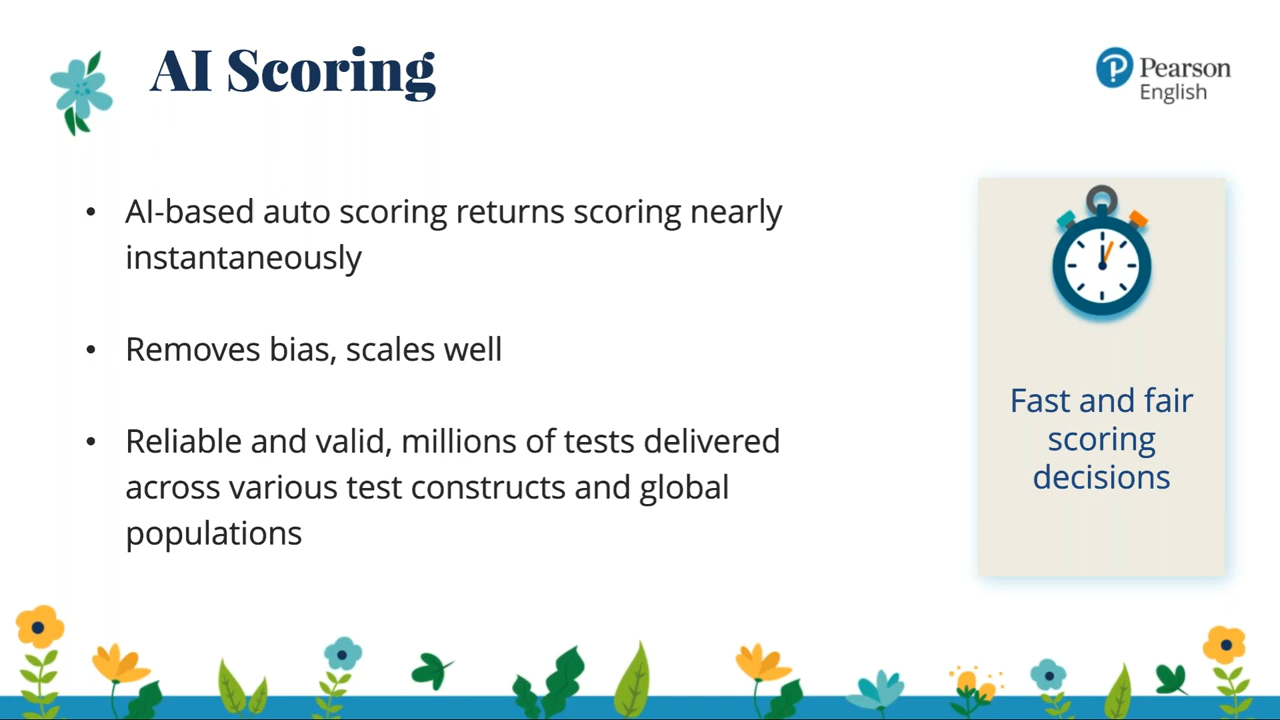 AI Scoring
Pearson
English
• AI-based auto scoring returns scoring nearly
instantaneously
• Removes bias, scales well
• Reliable and valid, millions of tests delivered
across various test constructs and global
populations
Fast and fair
scoring
decisions